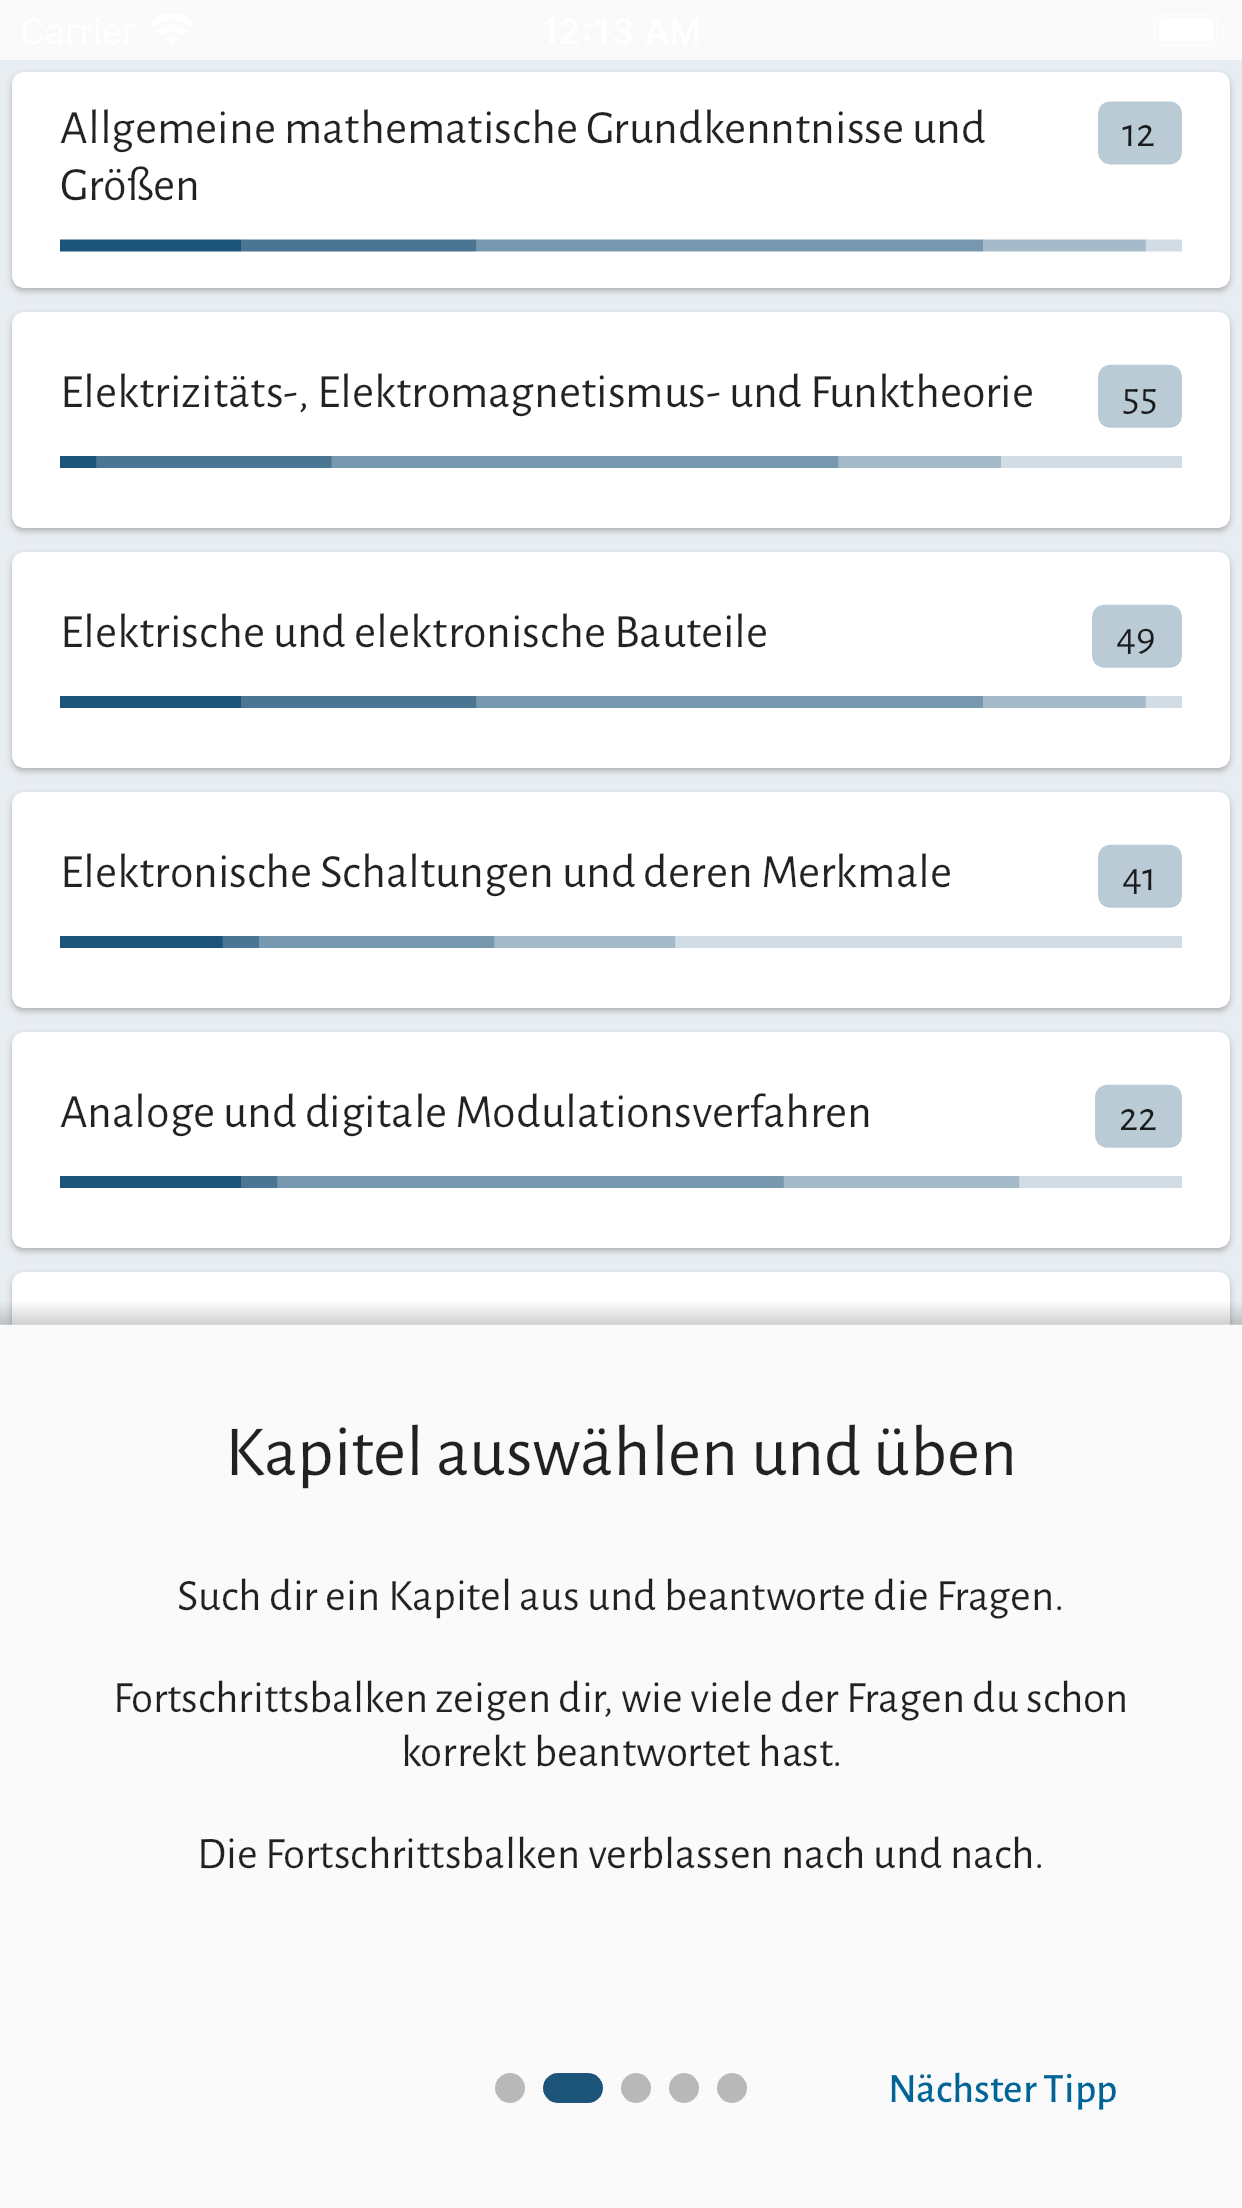 Carrier 12:13 AM
Allgemeine mathematische Grundkenntnisse und 12
Größen
Elektrizitäts-, Elektromagnetismus- und Funktheorie 55
Elektrische und elektronische Bauteile 49
Elektronische Schaltungen und deren Merkmale 41
Analoge und digitale Modulationsverfahren 22
Kapitel auswählen und üben
Such dir ein Kapitel aus und beantworte die Fragen.
Fortschrittsbalken zeigen dir, wie viele der Fragen du schon
korrekt beantwortet hast.
Die Fortschrittsbalken verblassen nach und nach.
Nächster Tipp